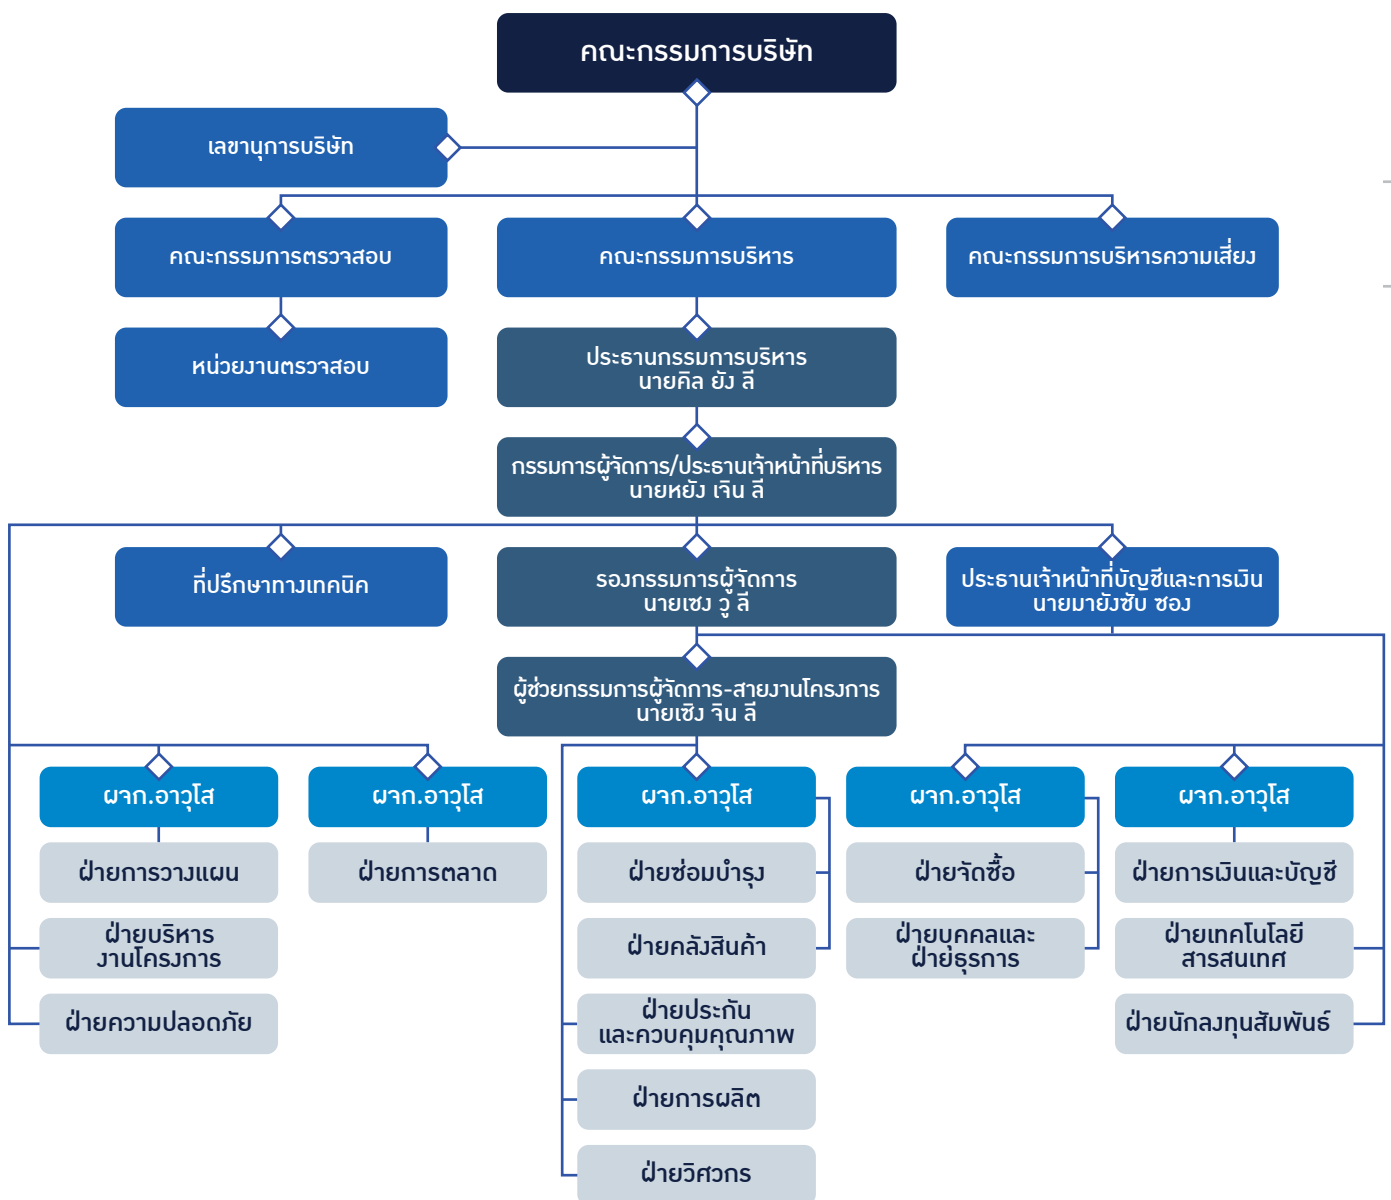 คณะกรรมการบริษัท
เลขานุการบริษัท
คณะกรรมการตรวจสอบ
คณะกรรมการบริหาร
คณะกรรมการบริหารความเสี่ยง
หน่วยงานตรวจสอบ
ประธานกรรมการบริหาร
นายคิล ยัง ลี
กรรมการผู้จัดการ/ประธานเจ้าหน้าที่บริหาร
นายหยัง เจิน ลี
ที่ปรึกษาทางเทคนิค
รองกรรมการผู้จัดการ
นายเซง วู ลี
ประธานเจ้าหน้าที่บัญชีและการเงิน
นายมายังซับ ซอง
ผู้ช่วยกรรมการผู้จัดการ-สายงานโครงการ
นายเซิง จิน ลี
ผจก.อาวุโส
ผจก.อาวุโส
ผจก.อาวุโส
ผจก.อาวุโส
ผจก.อาวุโส
ฝ่ายการวางแผน
ฝ่ายการตลาด
ฝ่ายซ่อมบำรุง
ฝ่ายจัดซื้อ
ฝ่ายการเงินและบัญชี
ฝ่ายบริหาร
งานโครงการ
ฝ่ายคลังสินค้า
ฝ่ายบุคคลและ
ฝ่ายธุรการ
ฝ่ายเทคโนโลยี
สารสนเทศ
ฝ่ายความปลอดภัย
ฝ่ายประกัน
และควบคุมคุณภาพ
ฝ่ายนักลงทุนสัมพันธ์
ฝ่ายการผลิต
ฝ่ายวิศวกร